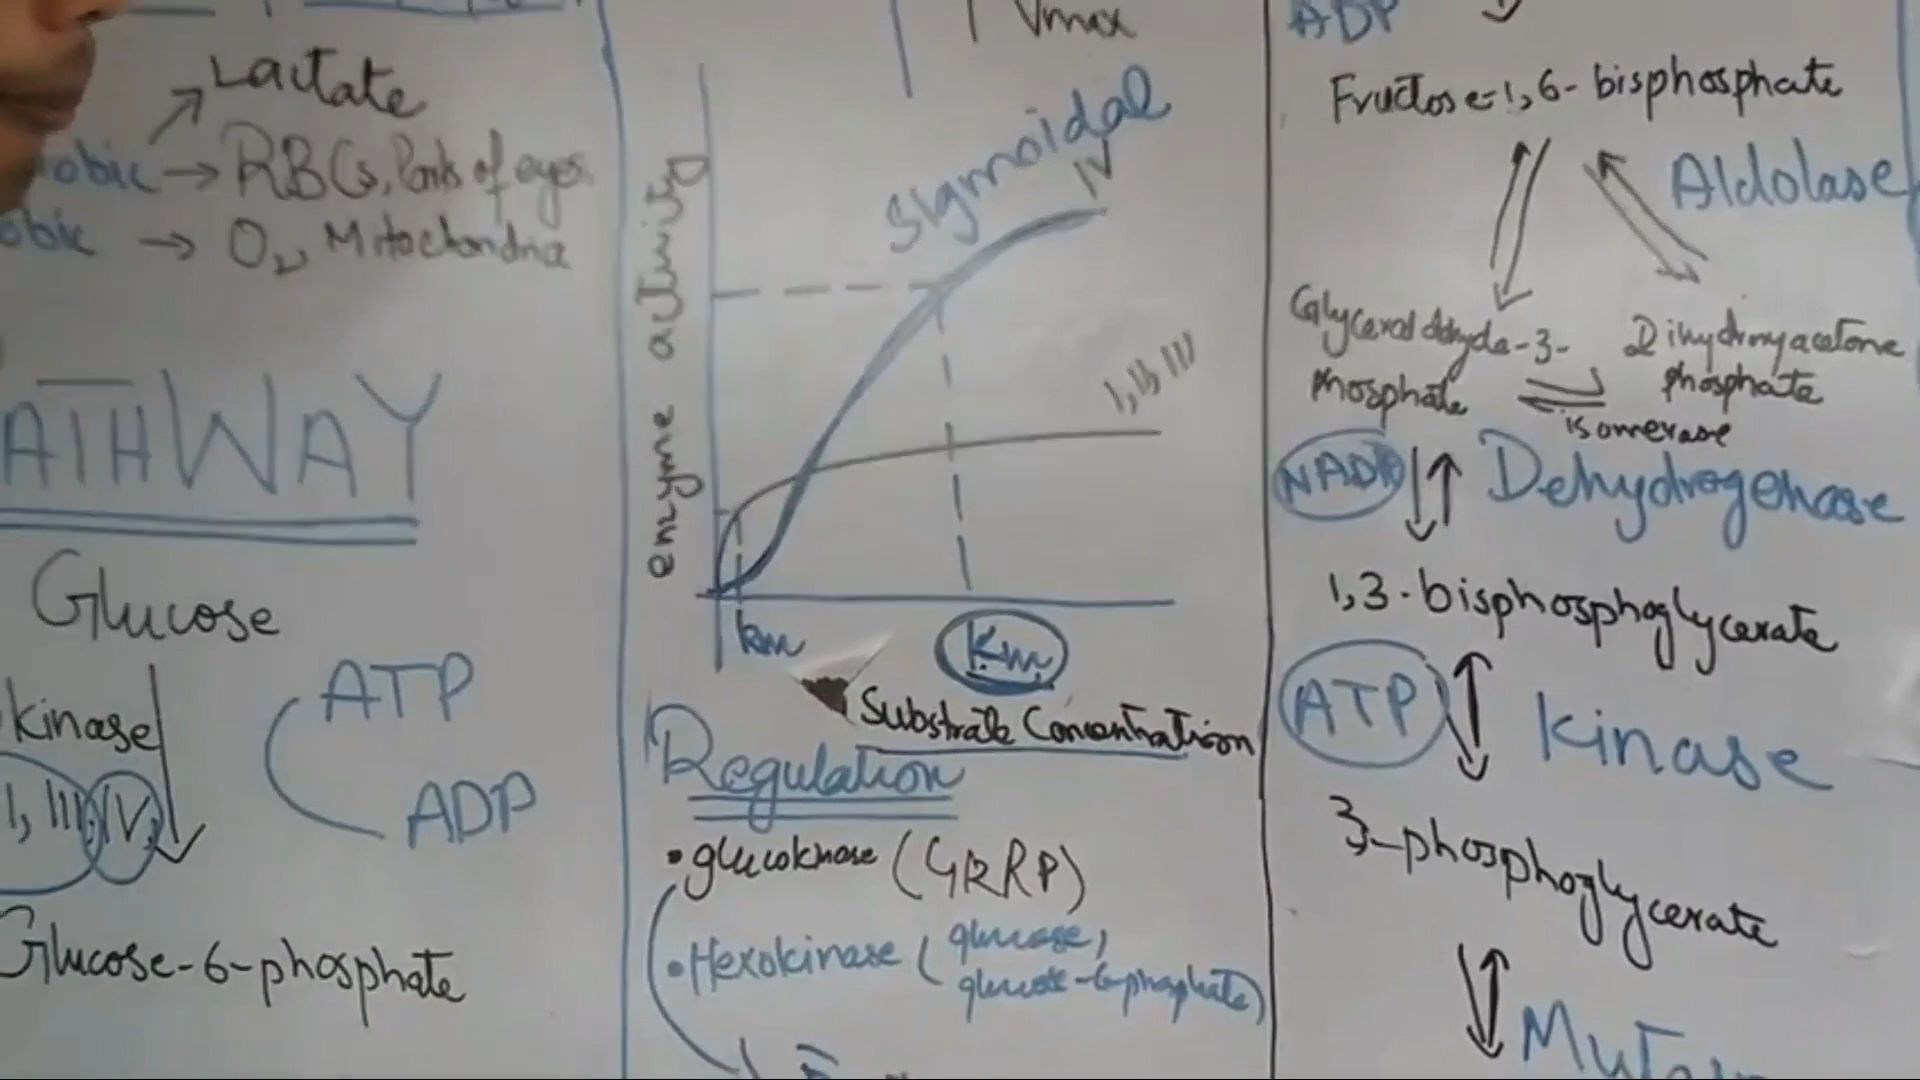 Lactate
obic → RBCs, Parts of eyes
obic → O2, Mitochondria
ATHWAY
Glucose
kinase
ATP
ADP
I, III, IV,
Glucose-6-phosphate
Vmax
Sigmoidal
IV
enzyme activity
I, II, III
km
Km
Substrate Concentration
Regulation
• glucokinase (GKRP)
• Hexokinase (glucose,
glucose-6-phosphate)
ADP
Fructose-1,6-bisphosphate
Aldolase
Glyceraldehyde-3-
phosphate
Dihydroxyacetone
phosphate
isomerase
Dehydrogenase
1,3-bisphosphoglycerate
ATP
Kinase
3-phosphoglycerate
Mutas